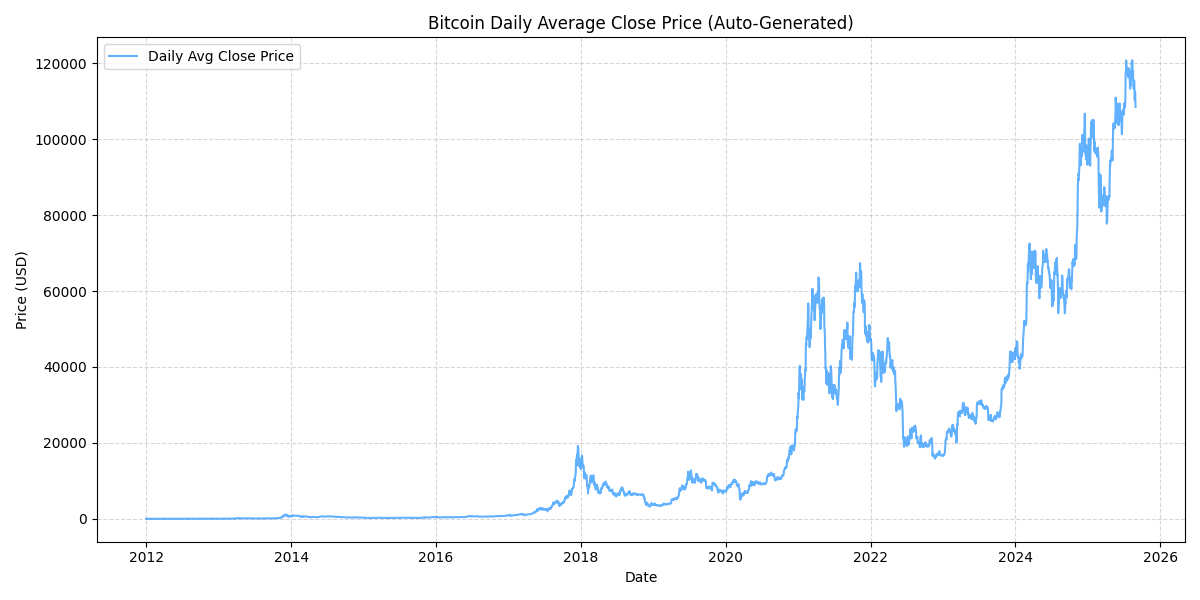 Bitcoin Daily Average Close Price (Auto-Generated)
Daily Avg Close Price
Price (USD)
120000
100000
80000
60000
40000
20000
0
2012 2014 2016 2018 2020 2022 2024 2026
Date